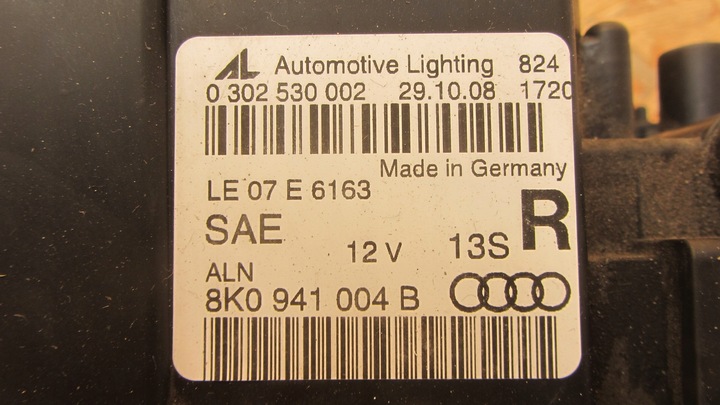 AL Automotive Lighting 824
0 302 530 002 29.10.08 1720
Made in Germany
LE 07 E 6163
SAE 12 V 13S R
ALN
8K0 941 004 B